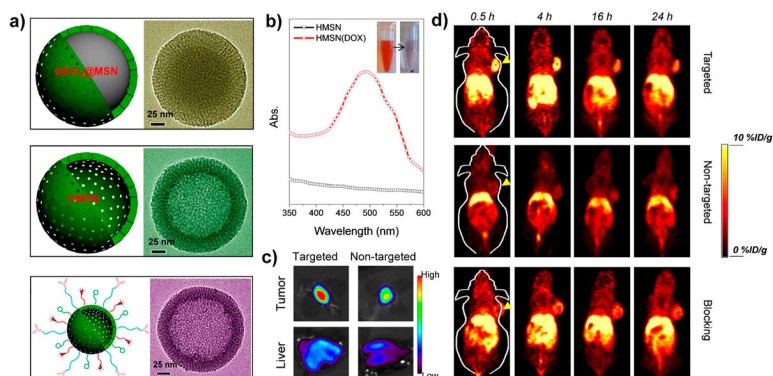 a)
dSiO2@MSN
25 nm
HMSN
25 nm
25 nm
b)
HMSN
HMSN(DOX)
Abs.
350 400 450 500 550 600
Wavelength (nm)
c)
Targeted Non-targeted
Tumor
Liver
High
Low
d)
0.5 h 4 h 16 h 24 h
Targeted
Non-targeted
Blocking
10 %ID/g
0 %ID/g